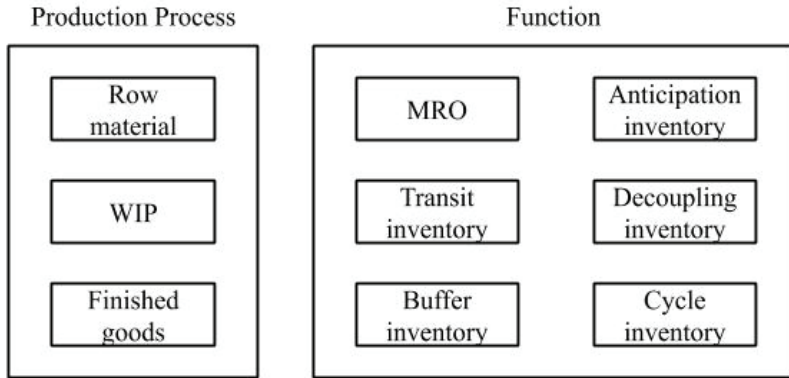 Production Process
Function
Row
material
WIP
Finished
goods
MRO
Anticipation
inventory
Transit
inventory
Decoupling
inventory
Buffer
inventory
Cycle
inventory